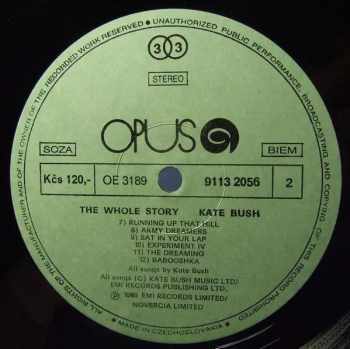 ALL RIGHTS OF THE MANUFACTURER AND OF THE OWNER OF THE RECORDED WORK RESERVED • UNAUTHORIZED PUBLIC PERFORMANCE, BROADCASTING AND COPYING OF THIS RECORD PROHIBITED
33
STEREO
OPUS
SOZA BIEM
Kčs 120,- OE 3189 9113 2056 2
THE WHOLE STORY KATE BUSH
7) RUNNING UP THAT HILL
8) ARMY DREAMERS
9) SAT IN YOUR LAP
10) EXPERIMENT IV
11) THE DREAMING
12) BABOOSHKA
All songs by Kate Bush
All songs (C) KATE BUSH MUSIC LTD/
EMI RECORDS PUBLISHING LTD.
EMI RECORDS LIMITED/
NOVERCIA LIMITED
• MADE IN CZECHOSLOVAKIA •